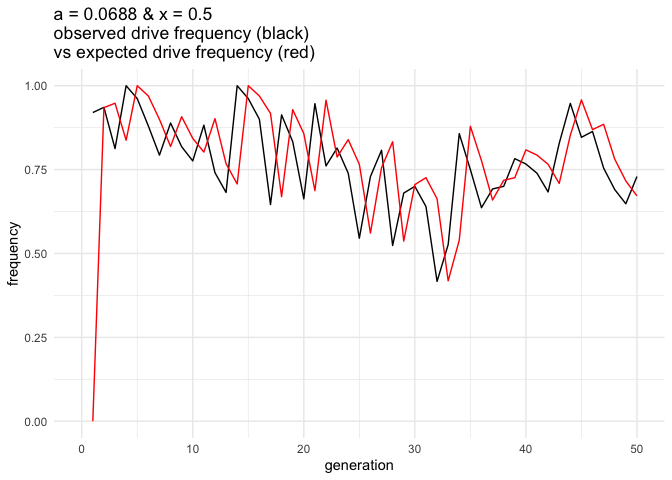 a = 0.0688 & x = 0.5
observed drive frequency (black)
vs expected drive frequency (red)
1.00
0.75
0.50
0.25
0.00
frequency
0
10
20
30
40
50
generation